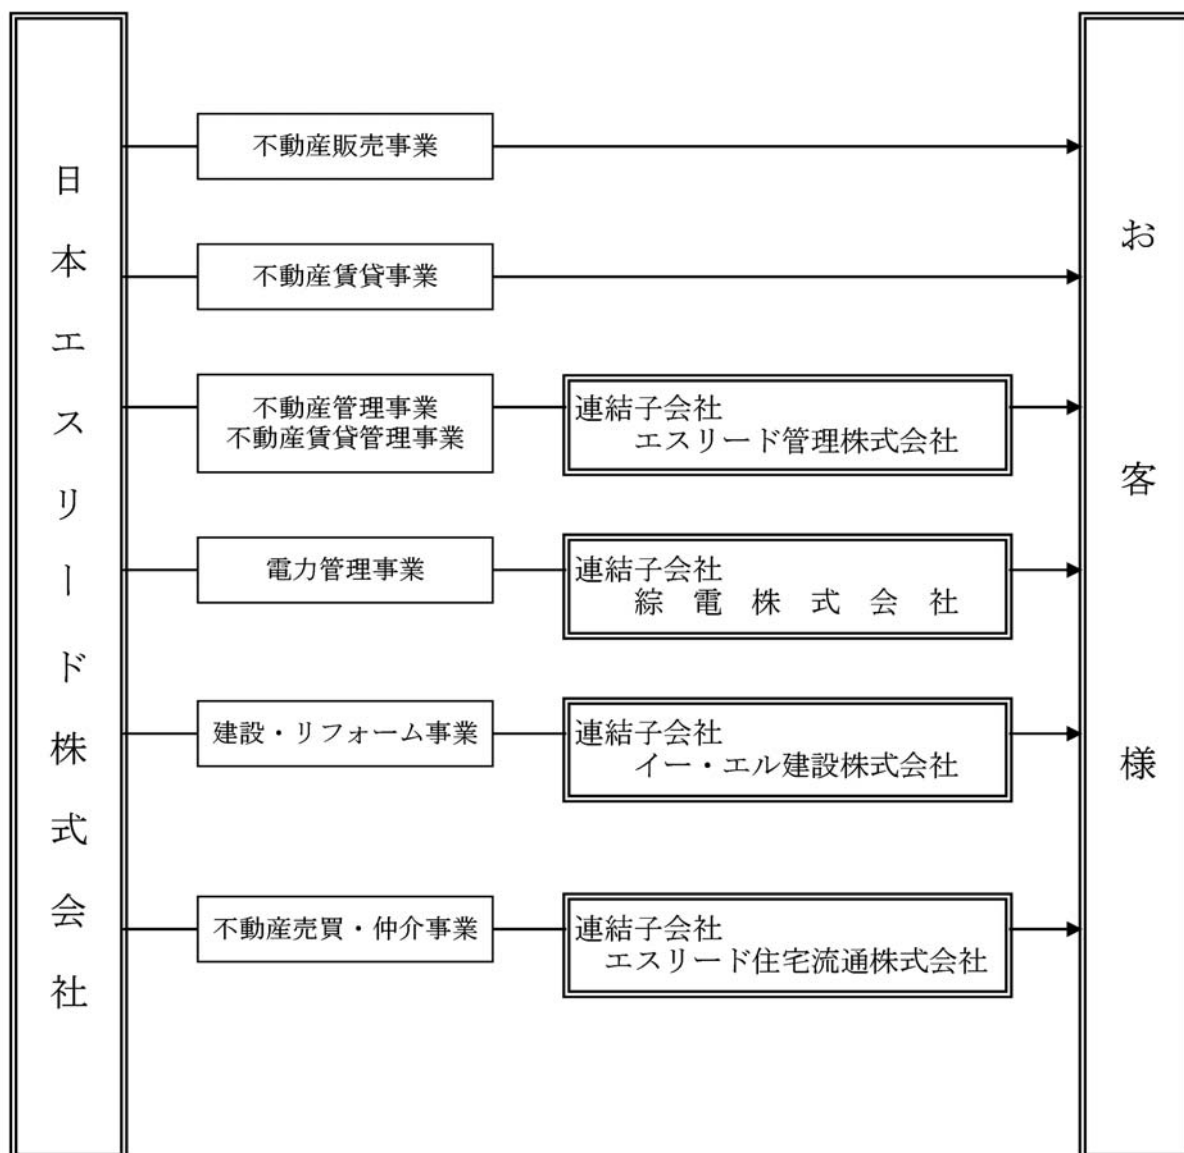 日本エスリード株式会社
不動産販売事業
不動産賃貸事業
不動産管理事業
不動産賃貸管理事業
連結子会社
エスリード管理株式会社
電力管理事業
連結子会社
綜電株式会社
建設・リフォーム事業
連結子会社
イー・エル建設株式会社
不動産売買・仲介事業
連結子会社
エスリード住宅流通株式会社
お客様